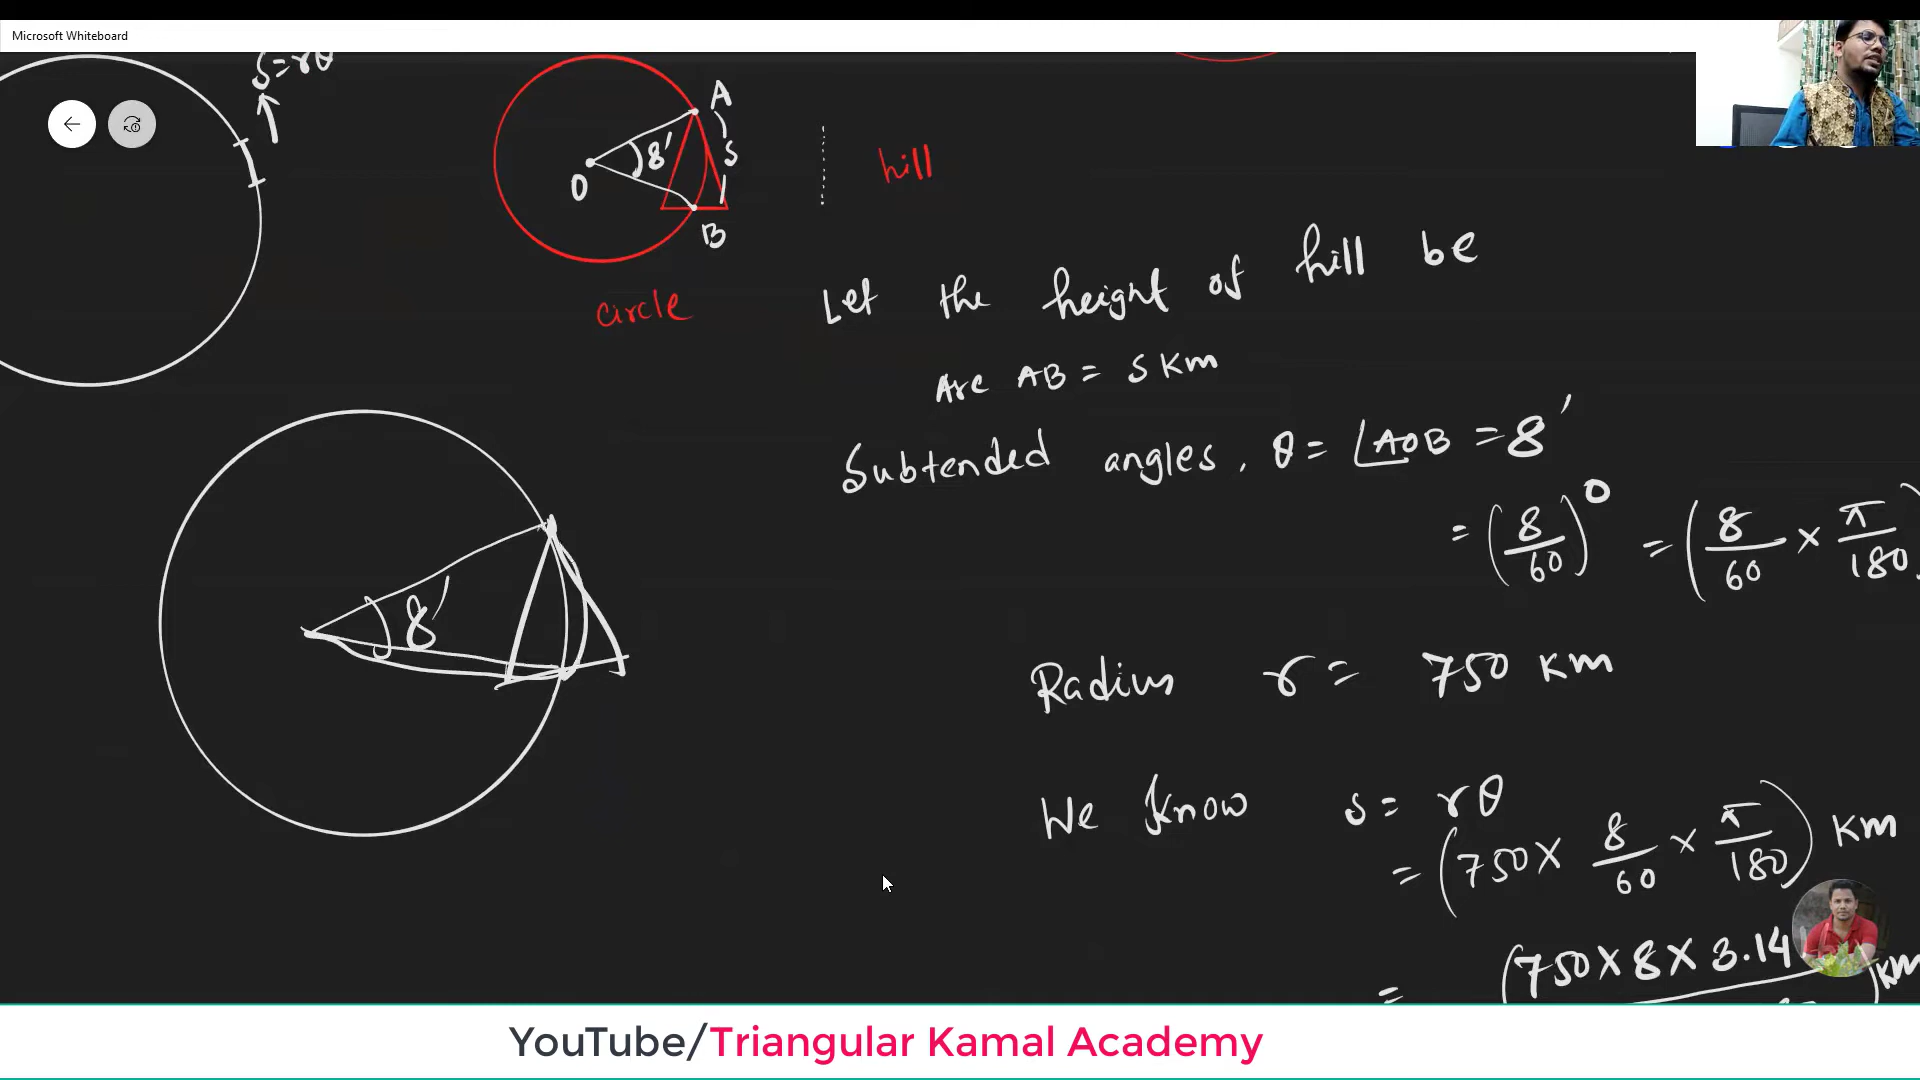 Microsoft Whiteboard
S=rθ
A
8'
S
O
B
hill
circle
Let the height of hill be
Arc AB = S Km
Subtended angles, θ = ∠AOB = 8'
= (8/60)° = (8/60 × π/180)
8'
Radius r = 750 Km
We know s = rθ
= (750 × 8/60 × π/180) Km
= (750 × 8 × 3.14 Km
YouTube/Triangular Kamal Academy